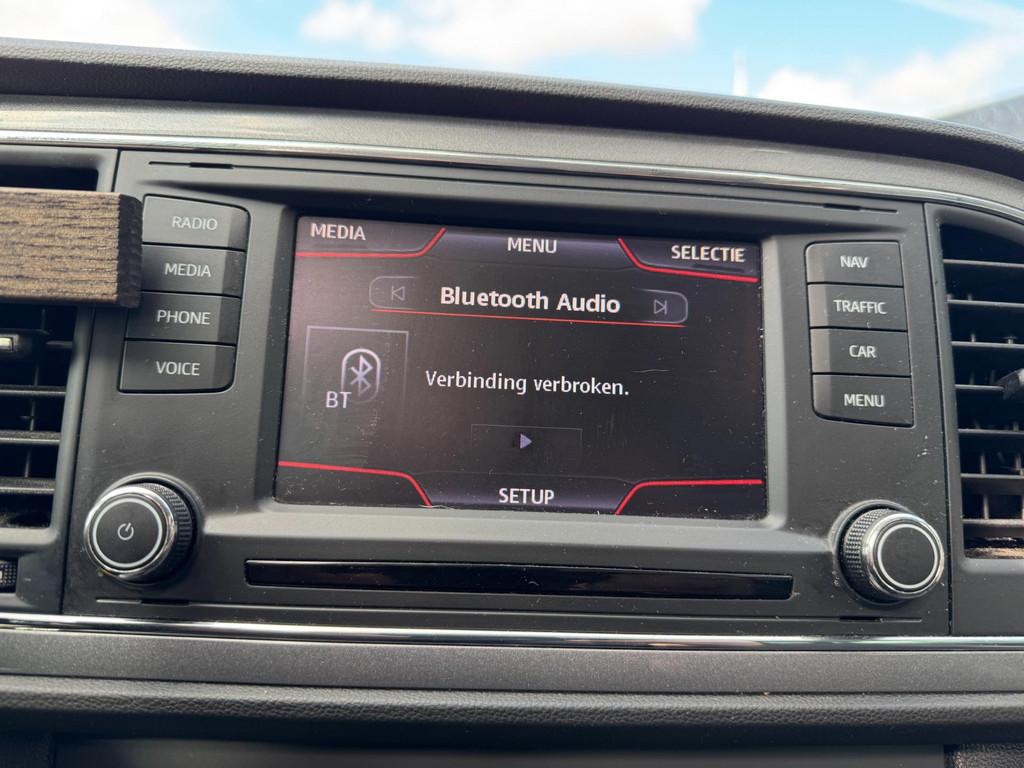 RADIO
MEDIA
PHONE
VOICE
MEDIA
MENU
SELECTIE
Bluetooth Audio
BT
Verbinding verbroken.
SETUP
NAV
TRAFFIC
CAR
MENU